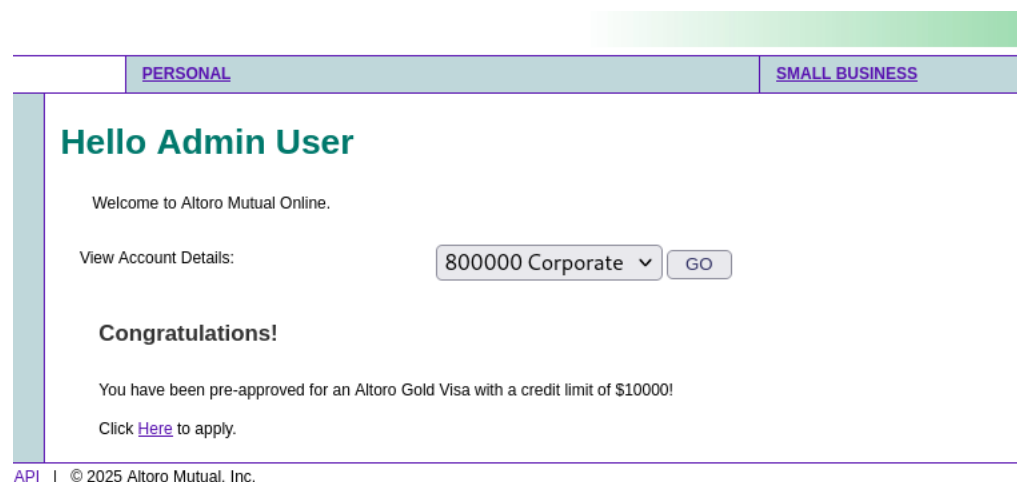 PERSONAL SMALL BUSINESS
Hello Admin User
Welcome to Altoro Mutual Online.
View Account Details: 800000 Corporate GO
Congratulations!
You have been pre-approved for an Altoro Gold Visa with a credit limit of $10000!
Click Here to apply.
API | © 2025 Altoro Mutual, Inc.